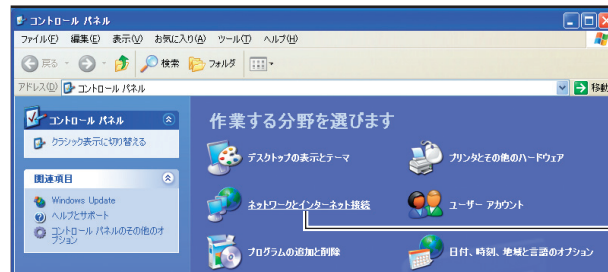 コントロール パネル
ファイル(F) 編集(E) 表示(V) お気に入り(A) ツール(T) ヘルプ(H)
戻る 検索 フォルダ
アドレス(D) コントロール パネル 移動
コントロール パネル
クラシック表示に切り替える
関連項目
Windows Update
ヘルプとサポート
コントロール パネルのその他のオ
プション
作業する分野を選びます
デスクトップの表示とテーマ
プリンタとその他のハードウェア
ネットワークとインターネット接続
ユーザー アカウント
プログラムの追加と削除
日付、時刻、地域と言語のオプション